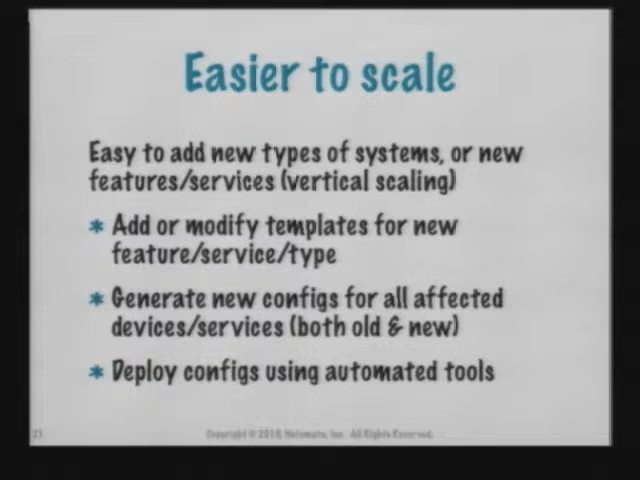 Easier to scale
Easy to add new types of systems, or new
features/services (vertical scaling)
* Add or modify templates for new
feature/service/type
* Generate new configs for all affected
devices/services (both old & new)
* Deploy configs using automated tools
21
Copyright © 2010, Netomata, Inc. All Rights Reserved.